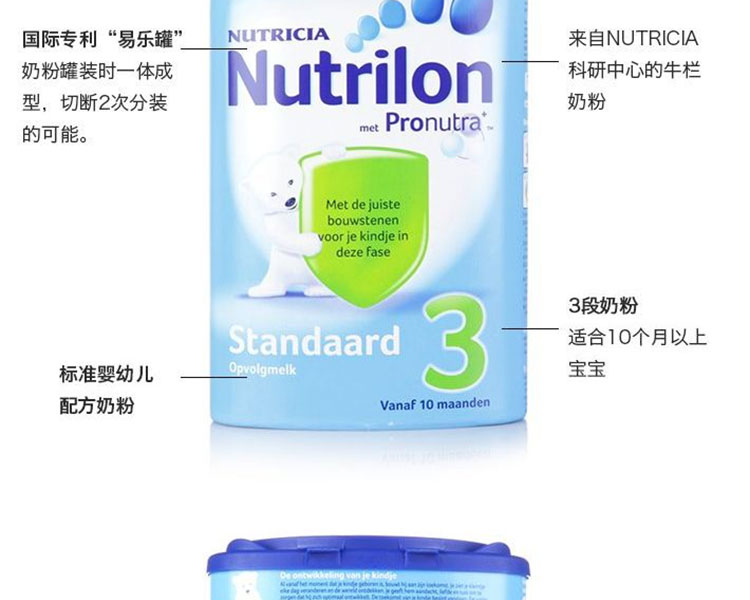 国际专利“易乐罐”
奶粉罐装时一体成
型，切断2次分装
的可能。
NUTRICIA
Nutrilon
met Pronutra+™
来自NUTRICIA
科研中心的牛栏
奶粉
Met de juiste
bouwstenen
voor je kindje in
deze fase
3段奶粉
适合10个月以上
宝宝
标准婴幼儿
配方奶粉
Standaard
Opvolgmelk
3
Vanaf 10 maanden
De ontwikkeling van je kindje